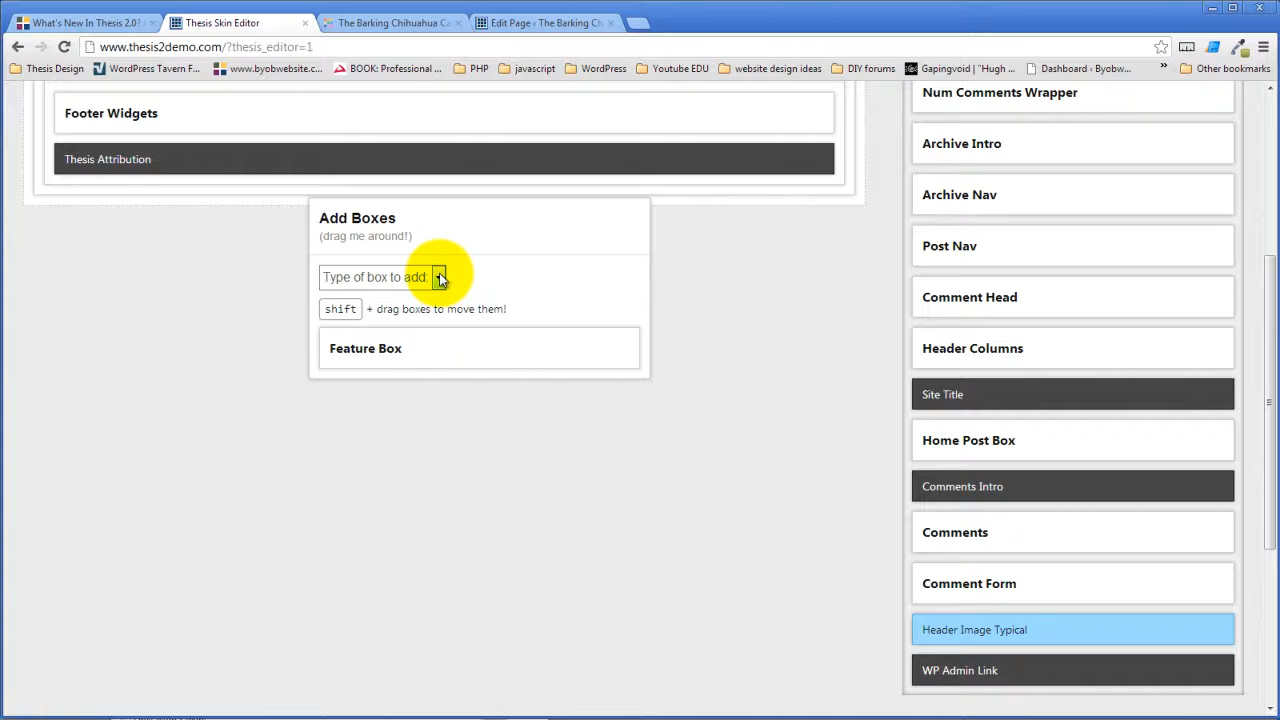 What's New In Thesis 2.0?
Thesis Skin Editor
The Barking Chihuahua Ca
Edit Page ‹ The Barking Ch
www.thesis2demo.com/?thesis_editor=1
Thesis Design
WordPress Tavern F...
www.byobwebsite.c...
BOOK: Professional ...
PHP
javascript
WordPress
Youtube EDU
website design ideas
DIY forums
Gapingvoid | "Hugh ...
Dashboard ‹ Byobw...
»
Other bookmarks
Footer Widgets
Thesis Attribution
Add Boxes
(drag me around!)
Type of box to add:
shift + drag boxes to move them!
Feature Box
Num Comments Wrapper
Archive Intro
Archive Nav
Post Nav
Comment Head
Header Columns
Site Title
Home Post Box
Comments Intro
Comments
Comment Form
Header Image Typical
WP Admin Link